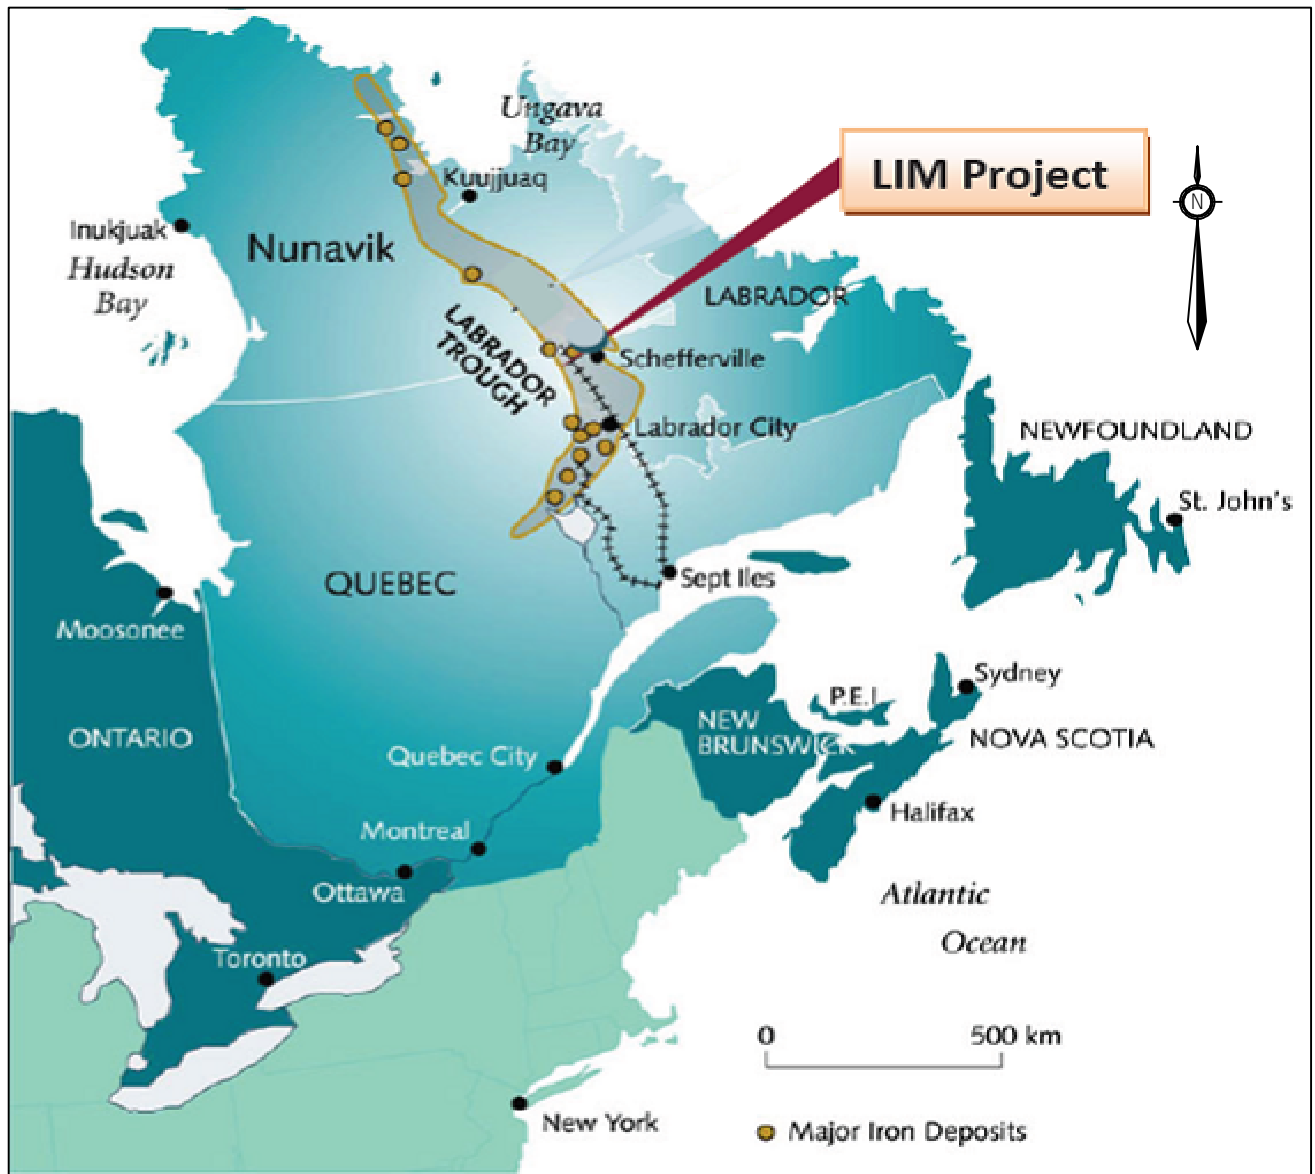 Ungava
Bay
LIM Project
Kuujjuaq
N
Inukjuak
Nunavik
Hudson
Bay
LABRADOR
LABRADOR
TROUGH
Schefferville
Labrador City
NEWFOUNDLAND
St. John's
QUEBEC
Sept Iles
Moosonee
Sydney
P.E.I
ONTARIO
NEW
BRUNSWICK
NOVA SCOTIA
Quebec City
Halifax
Montreal
Ottawa
Atlantic
Ocean
Toronto
0 500 km
New York
Major Iron Deposits